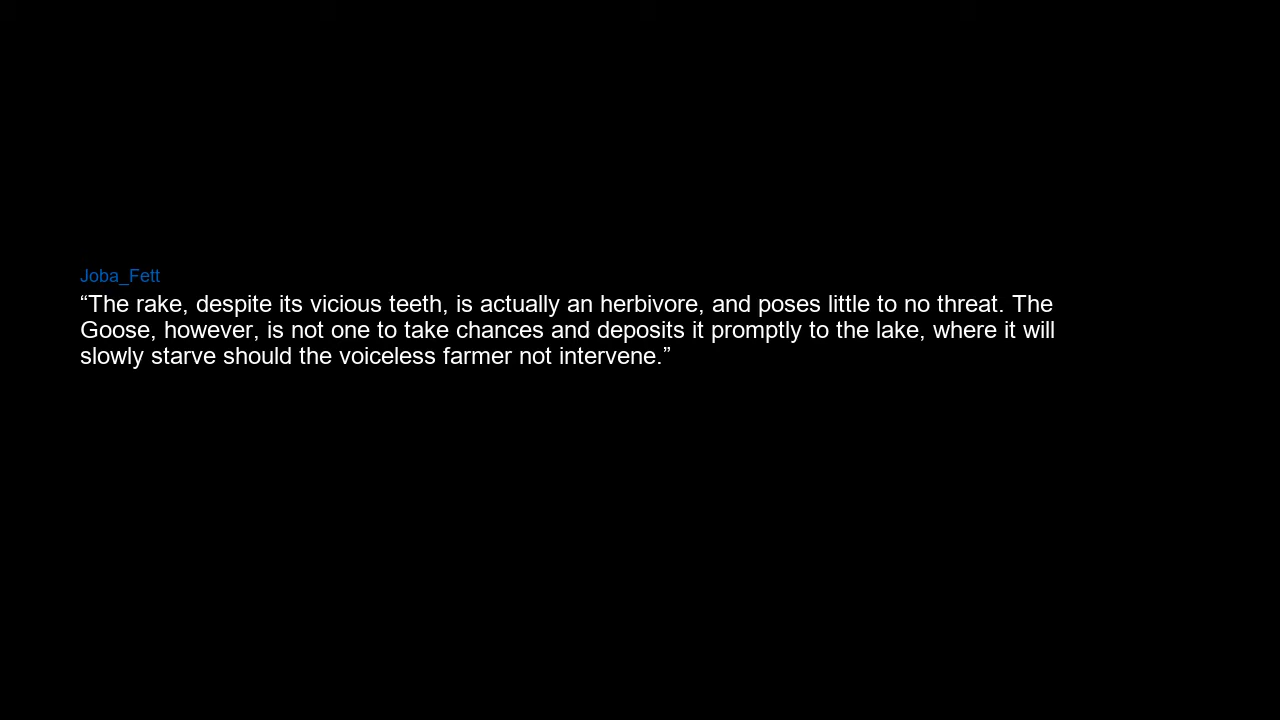 Joba_Fett
“The rake, despite its vicious teeth, is actually an herbivore, and poses little to no threat. The
Goose, however, is not one to take chances and deposits it promptly to the lake, where it will
slowly starve should the voiceless farmer not intervene.”